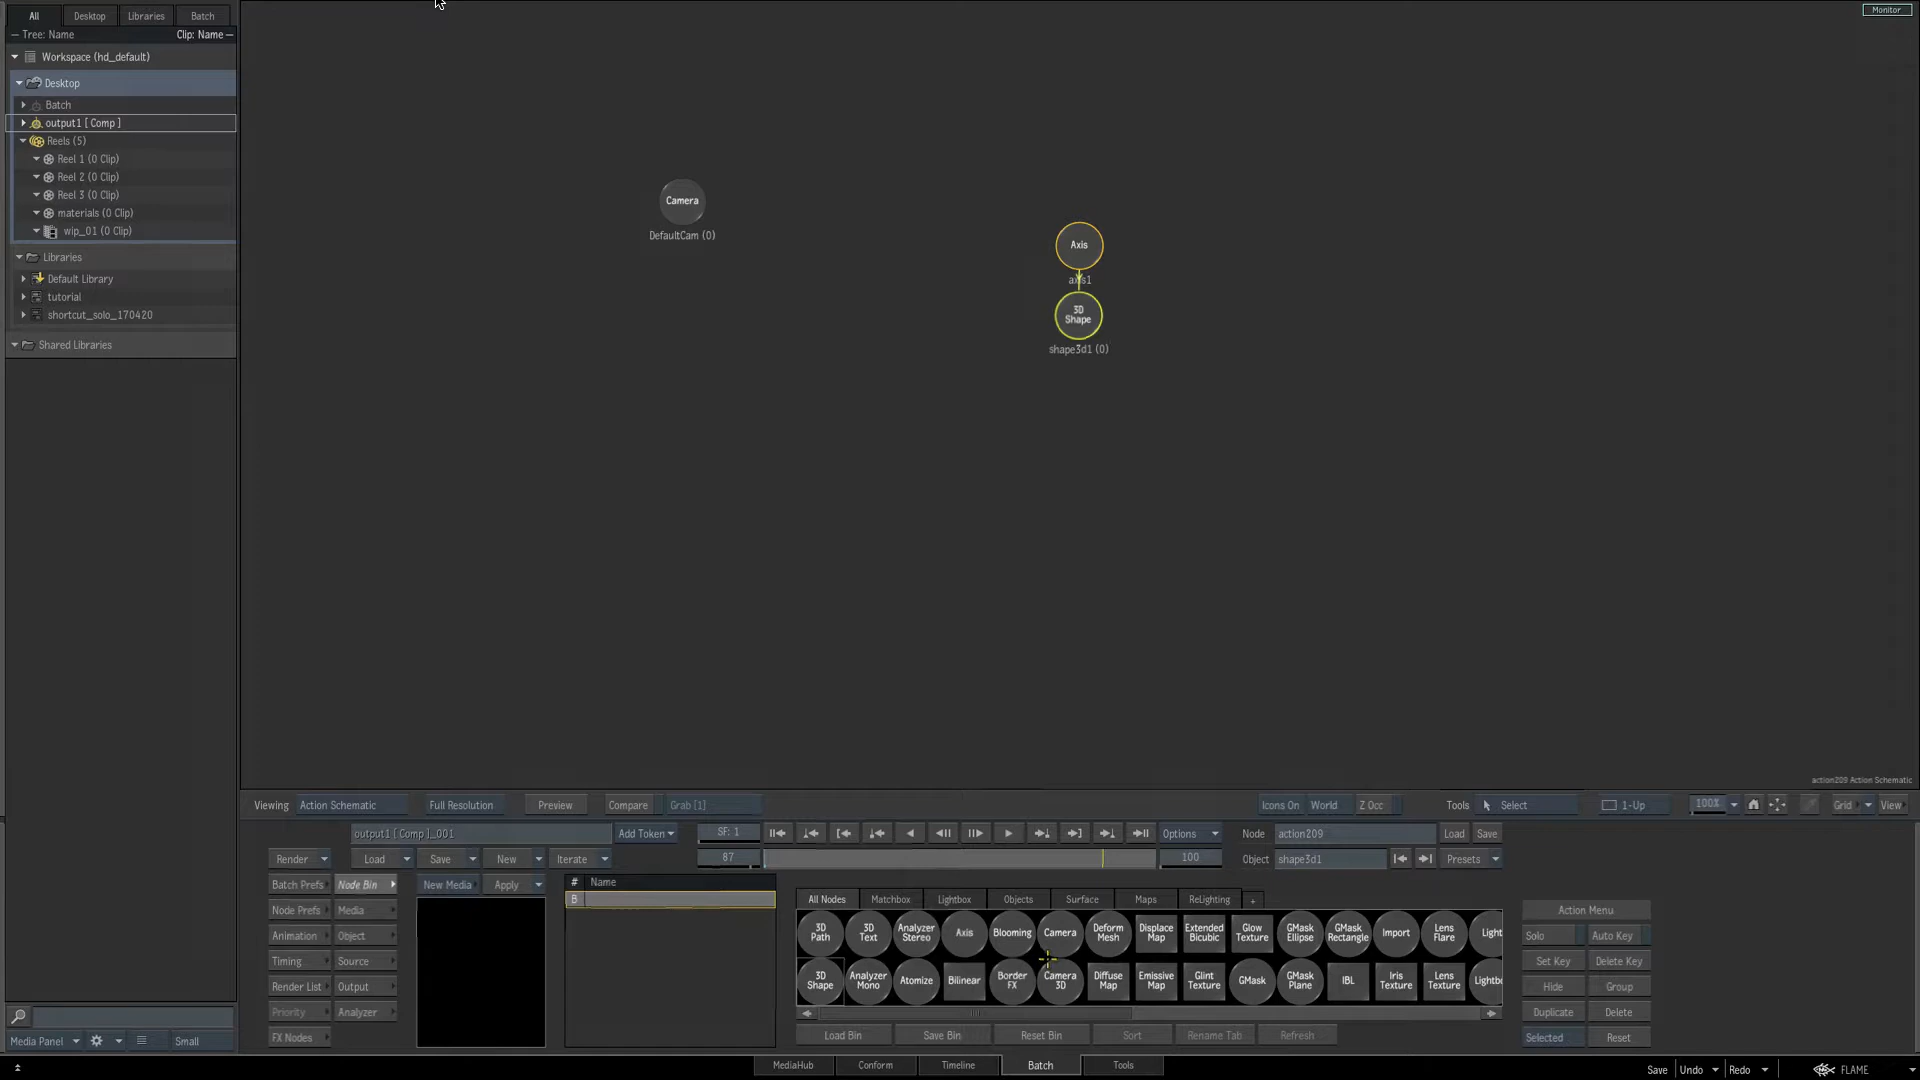 All Desktop Libraries Batch
Tree: Name Clip: Name
Workspace (hd_default)
Desktop
Batch
output1 [ Comp ]
Reels (5)
Reel 1 (0 Clip)
Reel 2 (0 Clip)
Reel 3 (0 Clip)
materials (0 Clip)
wip_01 (0 Clip)
Libraries
Default Library
tutorial
shortcut_solo_170420
Shared Libraries
Media Panel Small
Monitor
Camera
DefaultCam (0)
Axis
axis1
3D
Shape
shape3d1 (0)
action209 Action Schematic
Viewing Action Schematic Full Resolution Preview Compare Grab [1] Icons On World Z Occ Tools Select 1-Up 100% Grid View
output1 [ Comp ]_001 Add Token SF: 1 Options Node action209 Load Save
Render Load Save New Iterate 87 100 Object shape3d1 Presets
Batch Prefs Node Bin New Media Apply # Name
B
Node Prefs Media
Animation Object
Timing Source
Render List Output
Priority Analyzer
FX Nodes
All Nodes Matchbox Lightbox Objects Surface Maps ReLighting +
3D Path 3D Text Analyzer Stereo Axis Blooming Camera Deform Mesh Displace Map Extended Bicubic Glow Texture GMask Ellipse GMask Rectangle Import Lens Flare Light
3D Shape Analyzer Mono Atomize Bilinear Border FX Camera 3D Diffuse Map Emissive Map Glint Texture GMask GMask Plane IBL Iris Texture Lens Texture Lightbo
Load Bin Save Bin Reset Bin Sort Rename Tab Refresh
Action Menu
Solo Auto Key
Set Key Delete Key
Hide Group
Duplicate Delete
Selected Reset
MediaHub Conform Timeline Batch Tools
Save Undo Redo FLAME